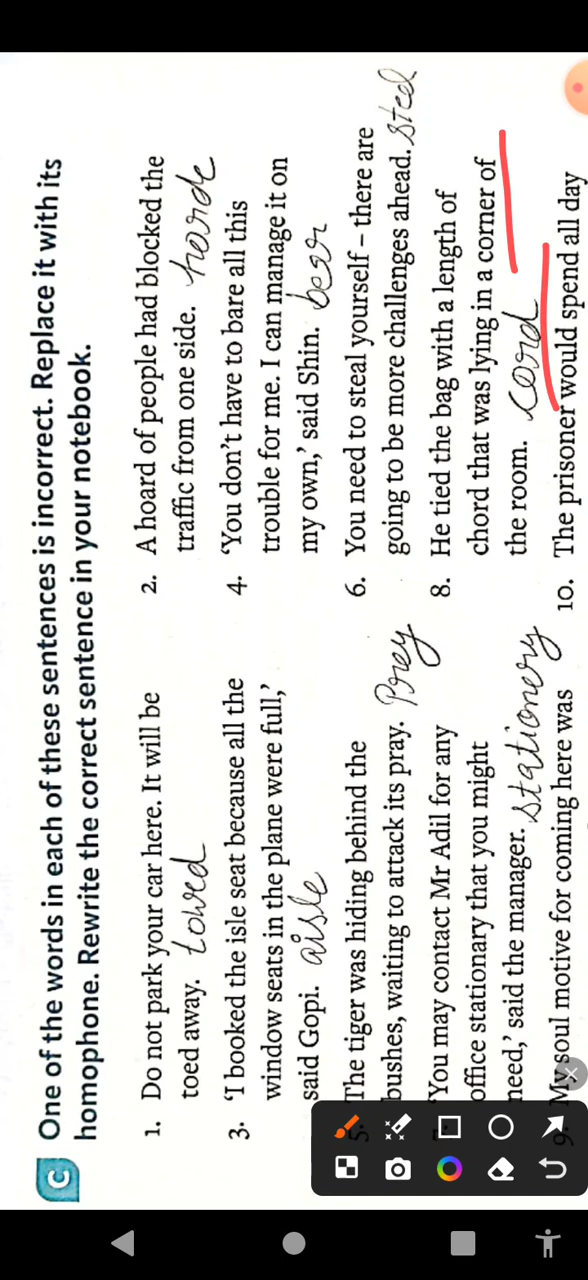 C One of the words in each of these sentences is incorrect. Replace it with its
homophone. Rewrite the correct sentence in your notebook.
1. Do not park your car here. It will be
toed away. towed
2. A hoard of people had blocked the
traffic from one side. horde
3. ‘I booked the isle seat because all the
window seats in the plane were full,’
said Gopi. aisle
4. ‘You don’t have to bare all this
trouble for me. I can manage it on
my own,’ said Shin. bear
5. The tiger was hiding behind the
bushes, waiting to attack its pray. Prey
6. You need to steal yourself – there are
going to be more challenges ahead. steel
‘You may contact Mr Adil for any
office stationary that you might
need,’ said the manager. stationery
8. He tied the bag with a length of
chord that was lying in a corner of
the room. cord
9. My soul motive for coming here was
10. The prisoner would spend all day